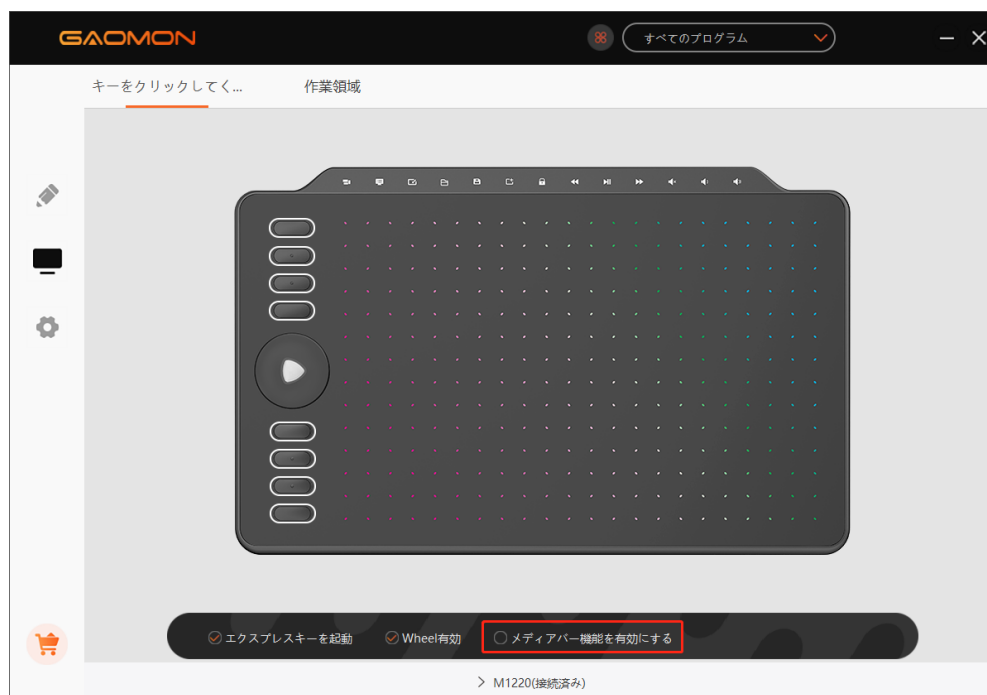 GAOMON
すべてのプログラム
キーをクリックしてく...
作業領域
エクスプレスキーを起動
Wheel有効
メディアバー機能を有効にする
M1220(接続済み)